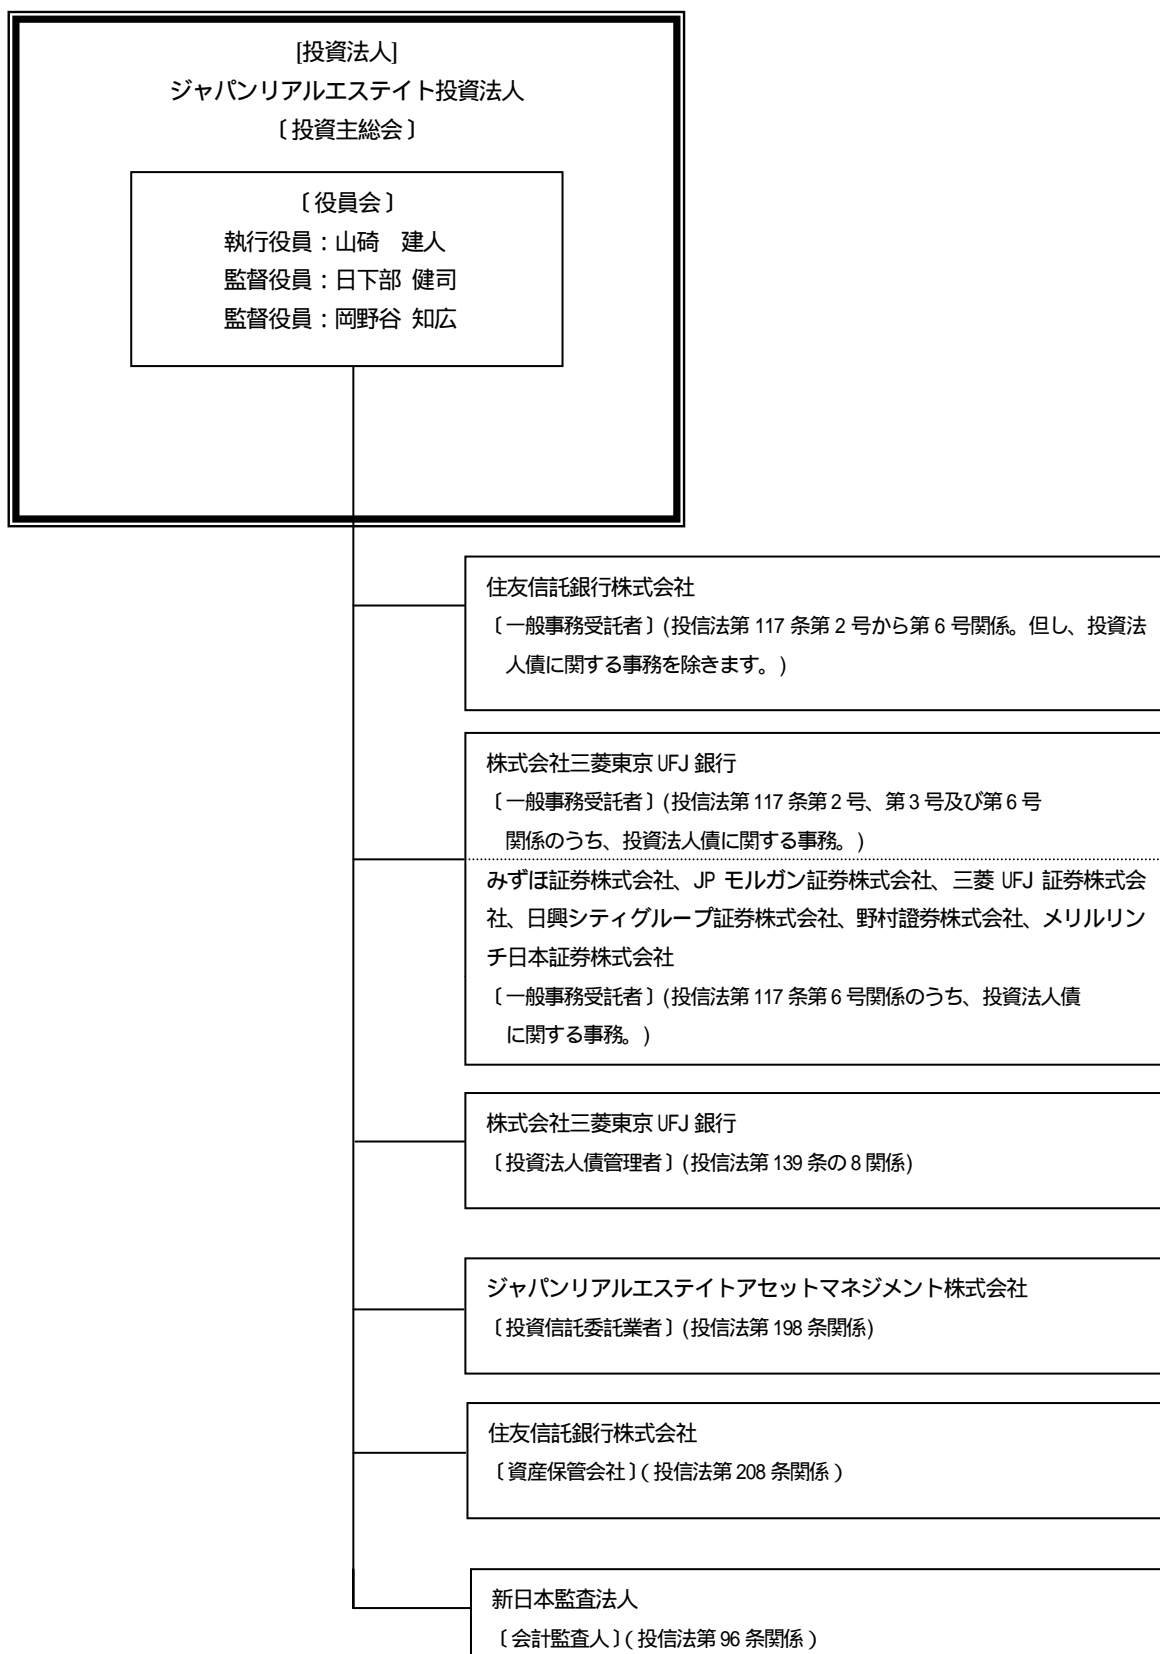 [投資法人]
ジャパンリアルエステイト投資法人
〔投資主総会〕
〔役員会〕
執行役員：山碕　建人
監督役員：日下部 健司
監督役員：岡野谷 知広
住友信託銀行株式会社
〔一般事務受託者〕(投信法第 117 条第 2 号から第 6 号関係。但し、投資法
人債に関する事務を除きます。)
株式会社三菱東京 UFJ 銀行
〔一般事務受託者〕(投信法第 117 条第 2 号、第 3 号及び第 6 号
関係のうち、投資法人債に関する事務。)
みずほ証券株式会社、JP モルガン証券株式会社、三菱 UFJ 証券株式会
社、日興シティグループ証券株式会社、野村證券株式会社、メリルリン
チ日本証券株式会社
〔一般事務受託者〕(投信法第 117 条第 6 号関係のうち、投資法人債
に関する事務。)
株式会社三菱東京 UFJ 銀行
〔投資法人債管理者〕(投信法第 139 条の 8 関係)
ジャパンリアルエステイトアセットマネジメント株式会社
〔投資信託委託業者〕(投信法第 198 条関係)
住友信託銀行株式会社
〔資産保管会社〕(投信法第 208 条関係)
新日本監査法人
〔会計監査人〕(投信法第 96 条関係)